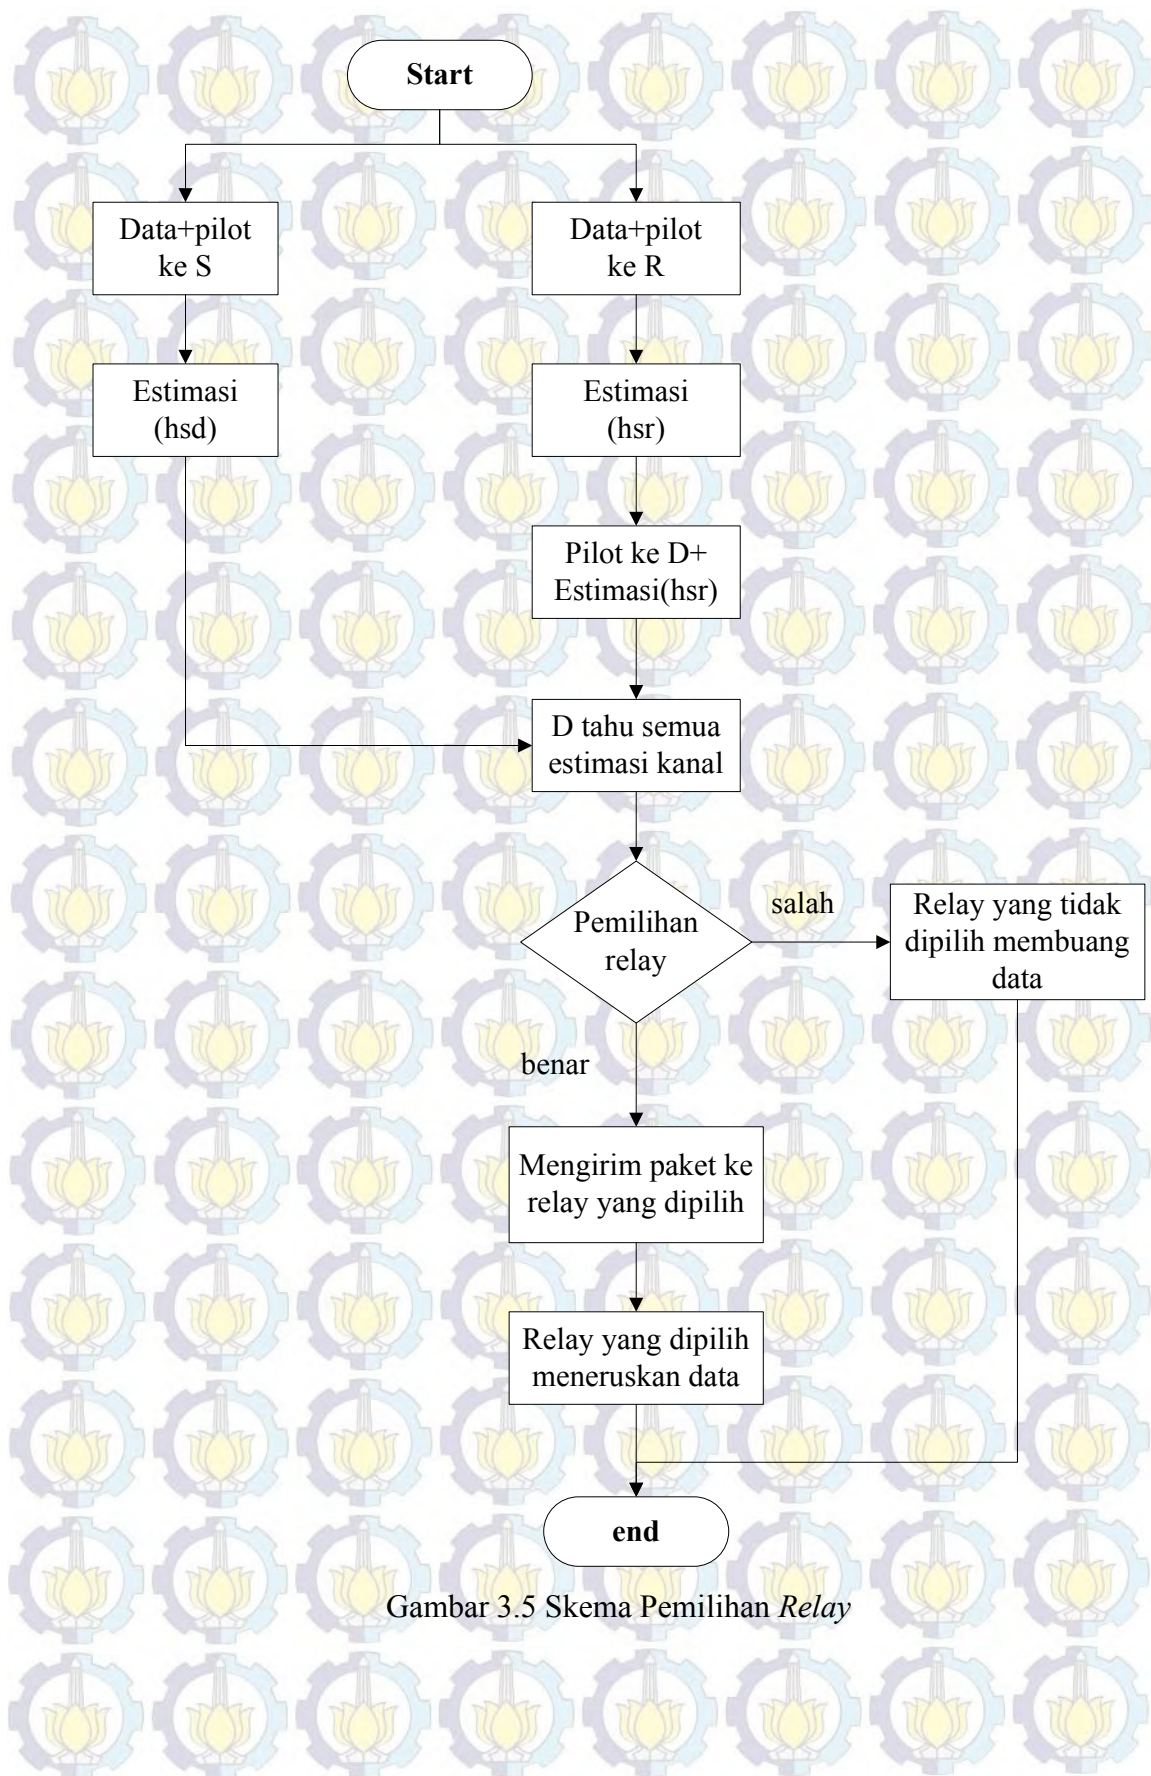 Start
Data+pilot
ke S
Data+pilot
ke R
Estimasi
(hsd)
Estimasi
(hsr)
Pilot ke D+
Estimasi(hsr)
D tahu semua
estimasi kanal
Pemilihan
relay
salah
Relay yang tidak
dipilih membuang
data
benar
Mengirim paket ke
relay yang dipilih
Relay yang dipilih
meneruskan data
end
Gambar 3.5 Skema Pemilihan Relay